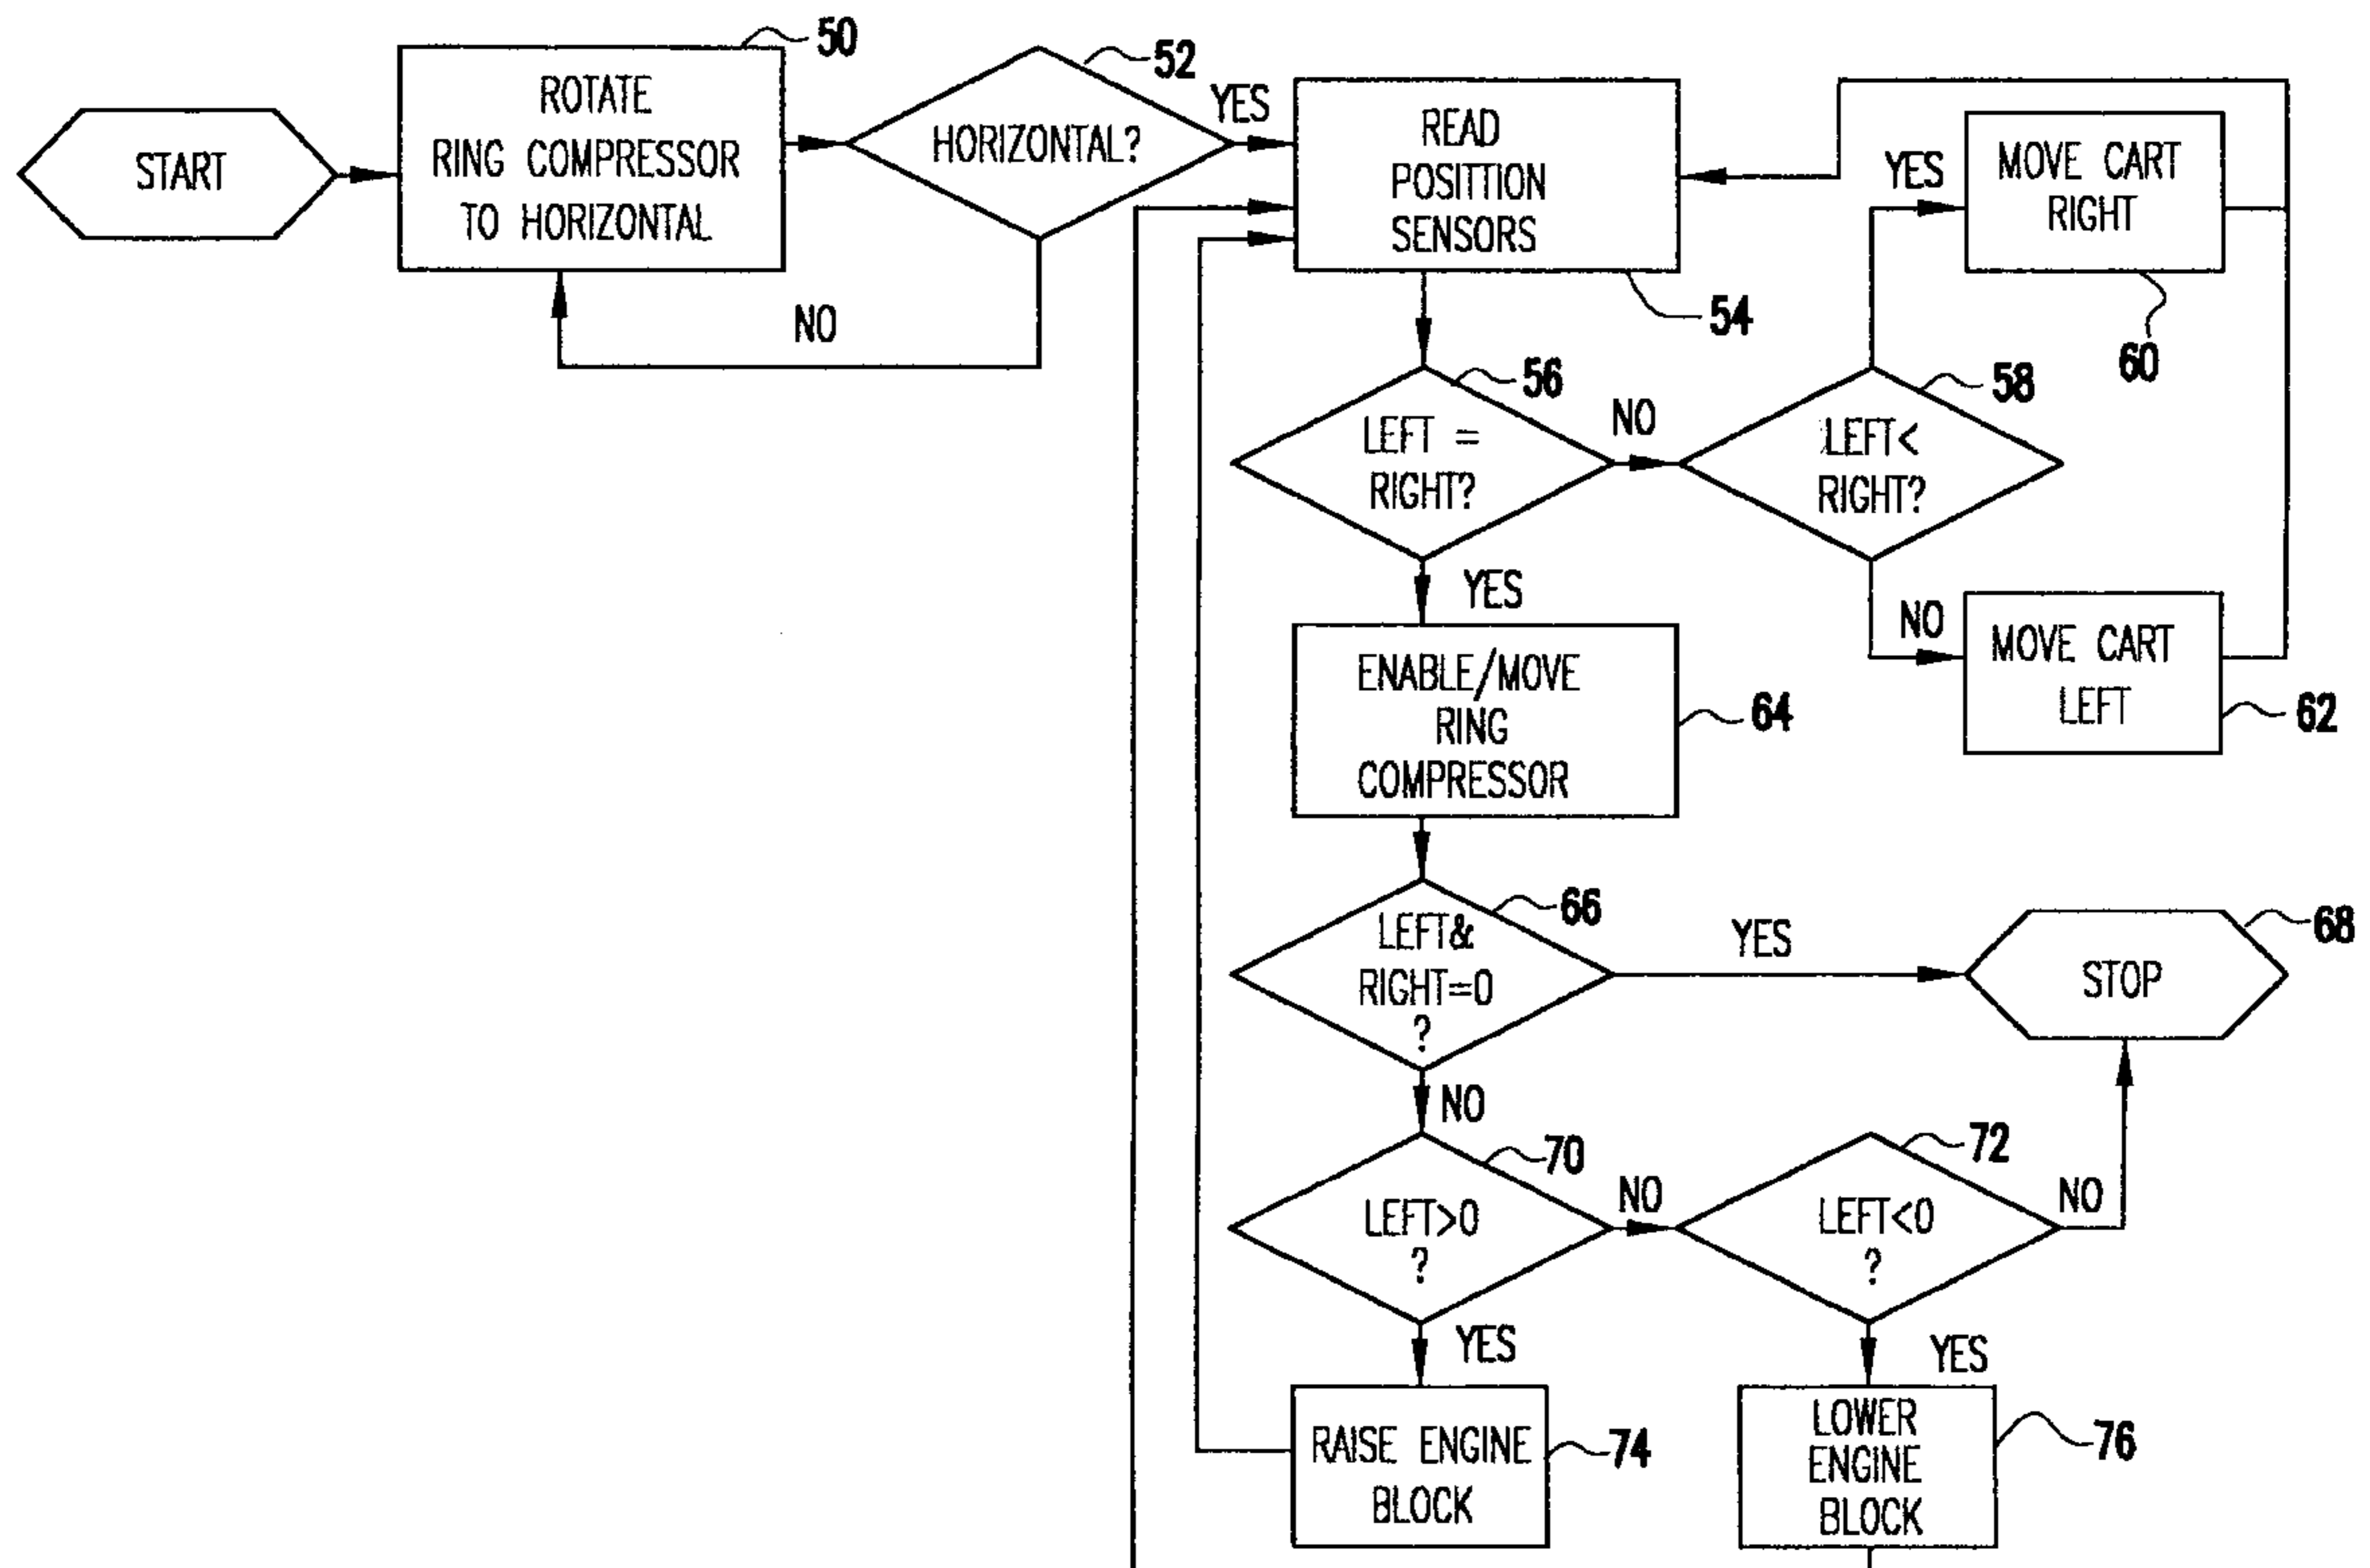 START
50
ROTATE
RING COMPRESSOR
TO HORIZONTAL
52
HORIZONTAL?
YES
NO
READ
POSITTION
SENSORS
54
56
LEFT =
RIGHT?
NO
58
LEFT<
RIGHT?
YES
MOVE CART
RIGHT
60
NO
MOVE CART
LEFT
62
YES
ENABLE/MOVE
RING
COMPRESSOR
64
66
LEFT&
RIGHT=0
?
YES
68
STOP
NO
70
LEFT>0
?
NO
72
LEFT<0
?
NO
YES
RAISE ENGINE
BLOCK
74
YES
LOWER
ENGINE
BLOCK
76